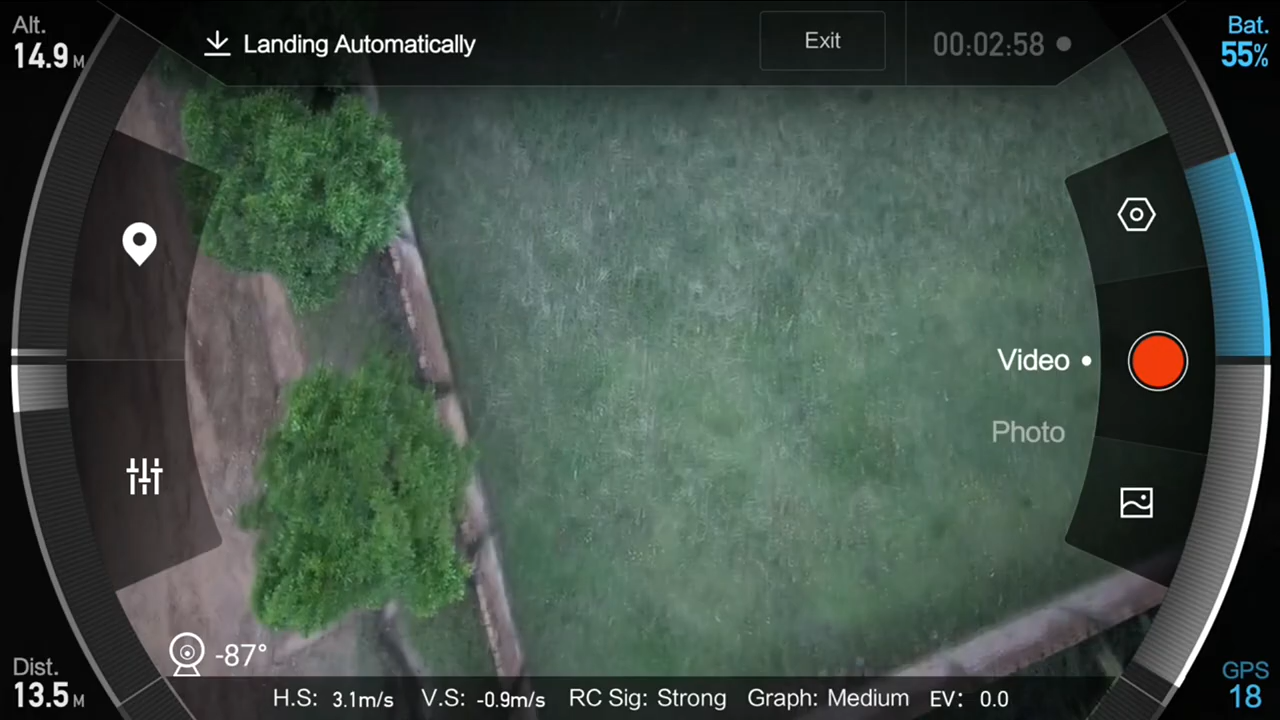 Alt.
14.9 M
Landing Automatically
Exit
00:02:58
Bat.
55%
Video
Photo
-87°
Dist.
13.5 M
H.S: 3.1m/s V.S: -0.9m/s RC Sig: Strong Graph: Medium EV: 0.0
GPS
18